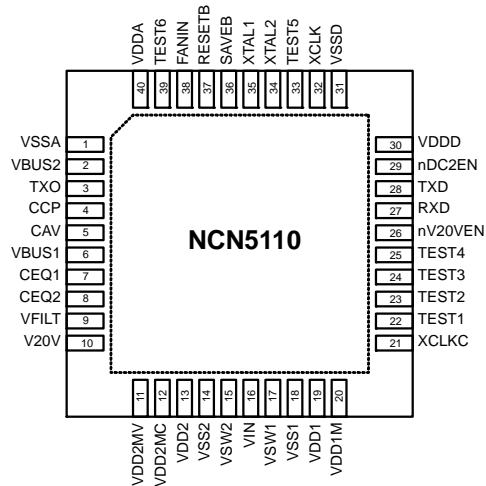 VDDA
TEST6
FANIN
RESETB
SAVEB
XTAL1
XTAL2
TEST5
XCLK
VSSD
40
39
38
37
36
35
34
33
32
31
VSSA 1
VBUS2 2
TXO 3
CCP 4
CAV 5
VBUS1 6
CEQ1 7
CEQ2 8
VFILT 9
V20V 10
NCN5110
30 VDDD
29 nDC2EN
28 TXD
27 RXD
26 nV20VEN
25 TEST4
24 TEST3
23 TEST2
22 TEST1
21 XCLKC
11
12
13
14
15
16
17
18
19
20
VDD2MV
VDD2MC
VDD2
VSS2
VSW2
VIN
VSW1
VSS1
VDD1
VDD1M